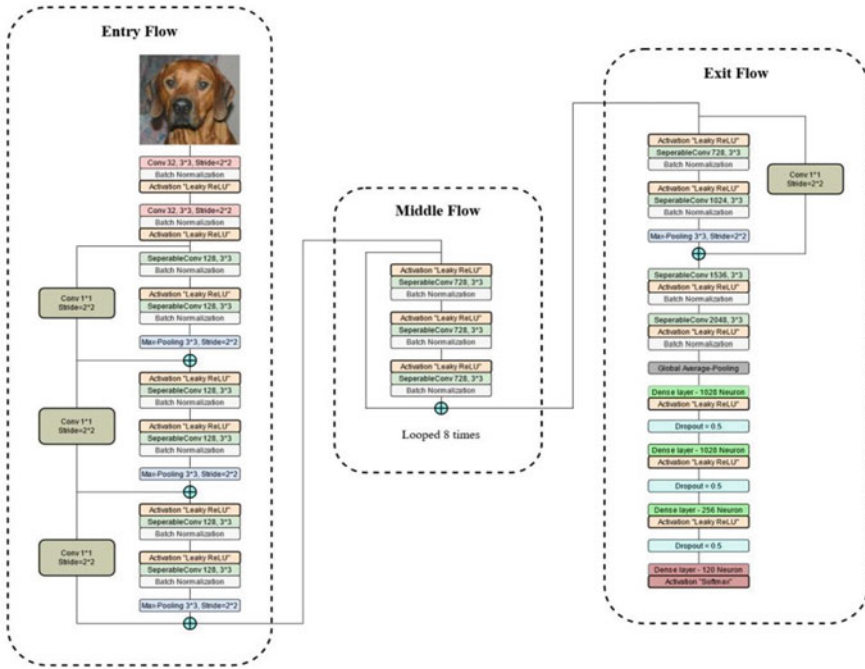 Entry Flow
Conv 32, 3*3, Stride=2*2
Batch Normalization
Activation "Leaky ReLU"
Conv 32, 3*3, Stride=2*2
Batch Normalization
Activation "Leaky ReLU"
SeperableConv 128, 3*3
Batch Normalization
Conv 1*1
Stride=2*2
Activation "Leaky ReLU"
SeperableConv 128, 3*3
Batch Normalization
Max-Pooling 3*3, Stride=2*2
Activation "Leaky ReLU"
SeperableConv 128, 3*3
Batch Normalization
Conv 1*1
Stride=2*2
Activation "Leaky ReLU"
SeperableConv 128, 3*3
Batch Normalization
Max-Pooling 3*3, Stride=2*2
Activation "Leaky ReLU"
SeperableConv 128, 3*3
Batch Normalization
Conv 1*1
Stride=2*2
Activation "Leaky ReLU"
SeperableConv 128, 3*3
Batch Normalization
Max-Pooling 3*3, Stride=2*2
Middle Flow
Activation "Leaky ReLU"
SeperableConv 728, 3*3
Batch Normalization
Activation "Leaky ReLU"
SeperableConv 728, 3*3
Batch Normalization
Activation "Leaky ReLU"
SeperableConv 728, 3*3
Batch Normalization
Looped 8 times
Exit Flow
Activation "Leaky ReLU"
SeperableConv 728, 3*3
Batch Normalization
Conv 1*1
Stride=2*2
Activation "Leaky ReLU"
SeperableConv 1024, 3*3
Batch Normalization
Max-Pooling 3*3, Stride=2*2
SeperableConv 1536, 3*3
Activation "Leaky ReLU"
Batch Normalization
SeperableConv 2048, 3*3
Activation "Leaky ReLU"
Batch Normalization
Global Average-Pooling
Dense layer - 1028 Neuron
Activation "Leaky ReLU"
Dropout = 0.5
Dense layer - 1028 Neuron
Activation "Leaky ReLU"
Dropout = 0.5
Dense layer - 256 Neuron
Activation "Leaky ReLU"
Dropout = 0.5
Dense layer - 120 Neuron
Activation "Softmax"